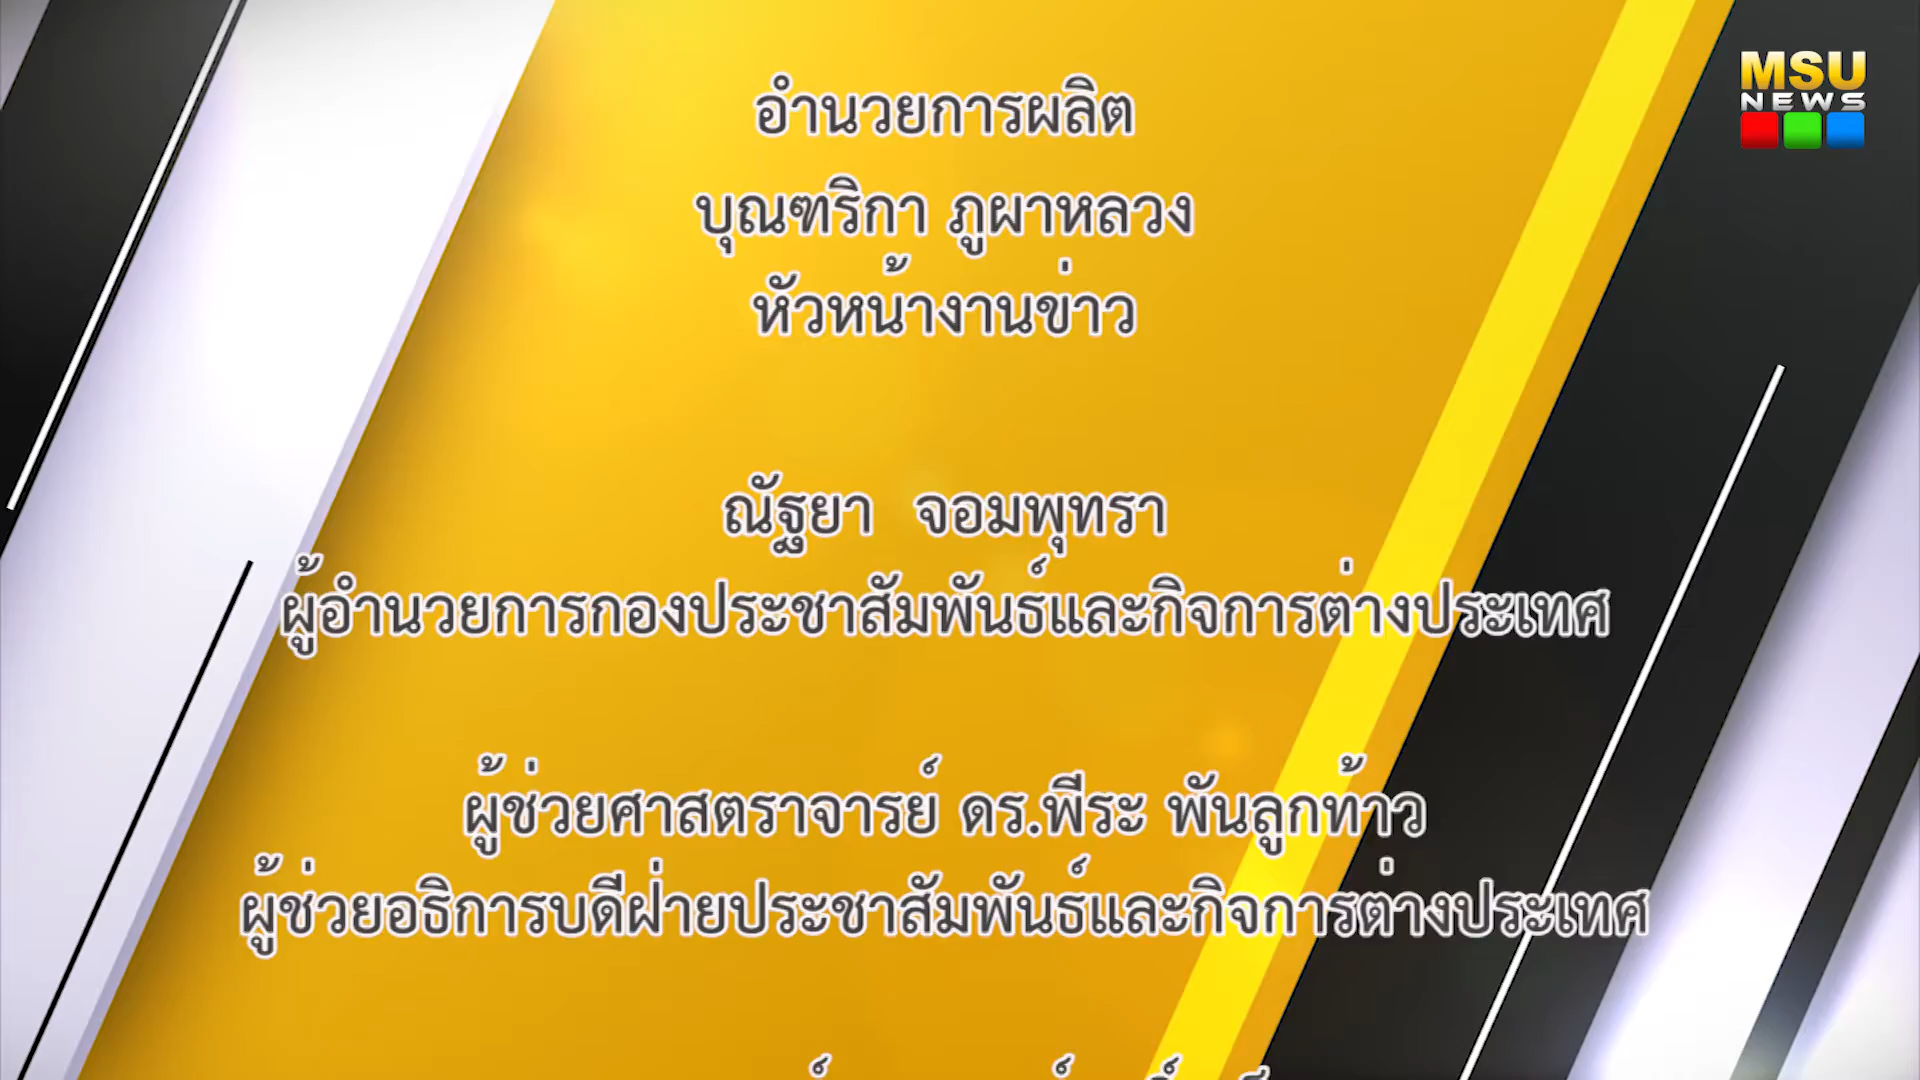 MSU
NEWS
อำนวยการผลิต
บุณฑริกา ภูผาหลวง
หัวหน้างานข่าว
ณัฐยา จอมพุทรา
ผู้อำนวยการกองประชาสัมพันธ์และกิจการต่างประเทศ
ผู้ช่วยศาสตราจารย์ ดร.พีระ พันลูกท้าว
ผู้ช่วยอธิการบดีฝ่ายประชาสัมพันธ์และกิจการต่างประเทศ